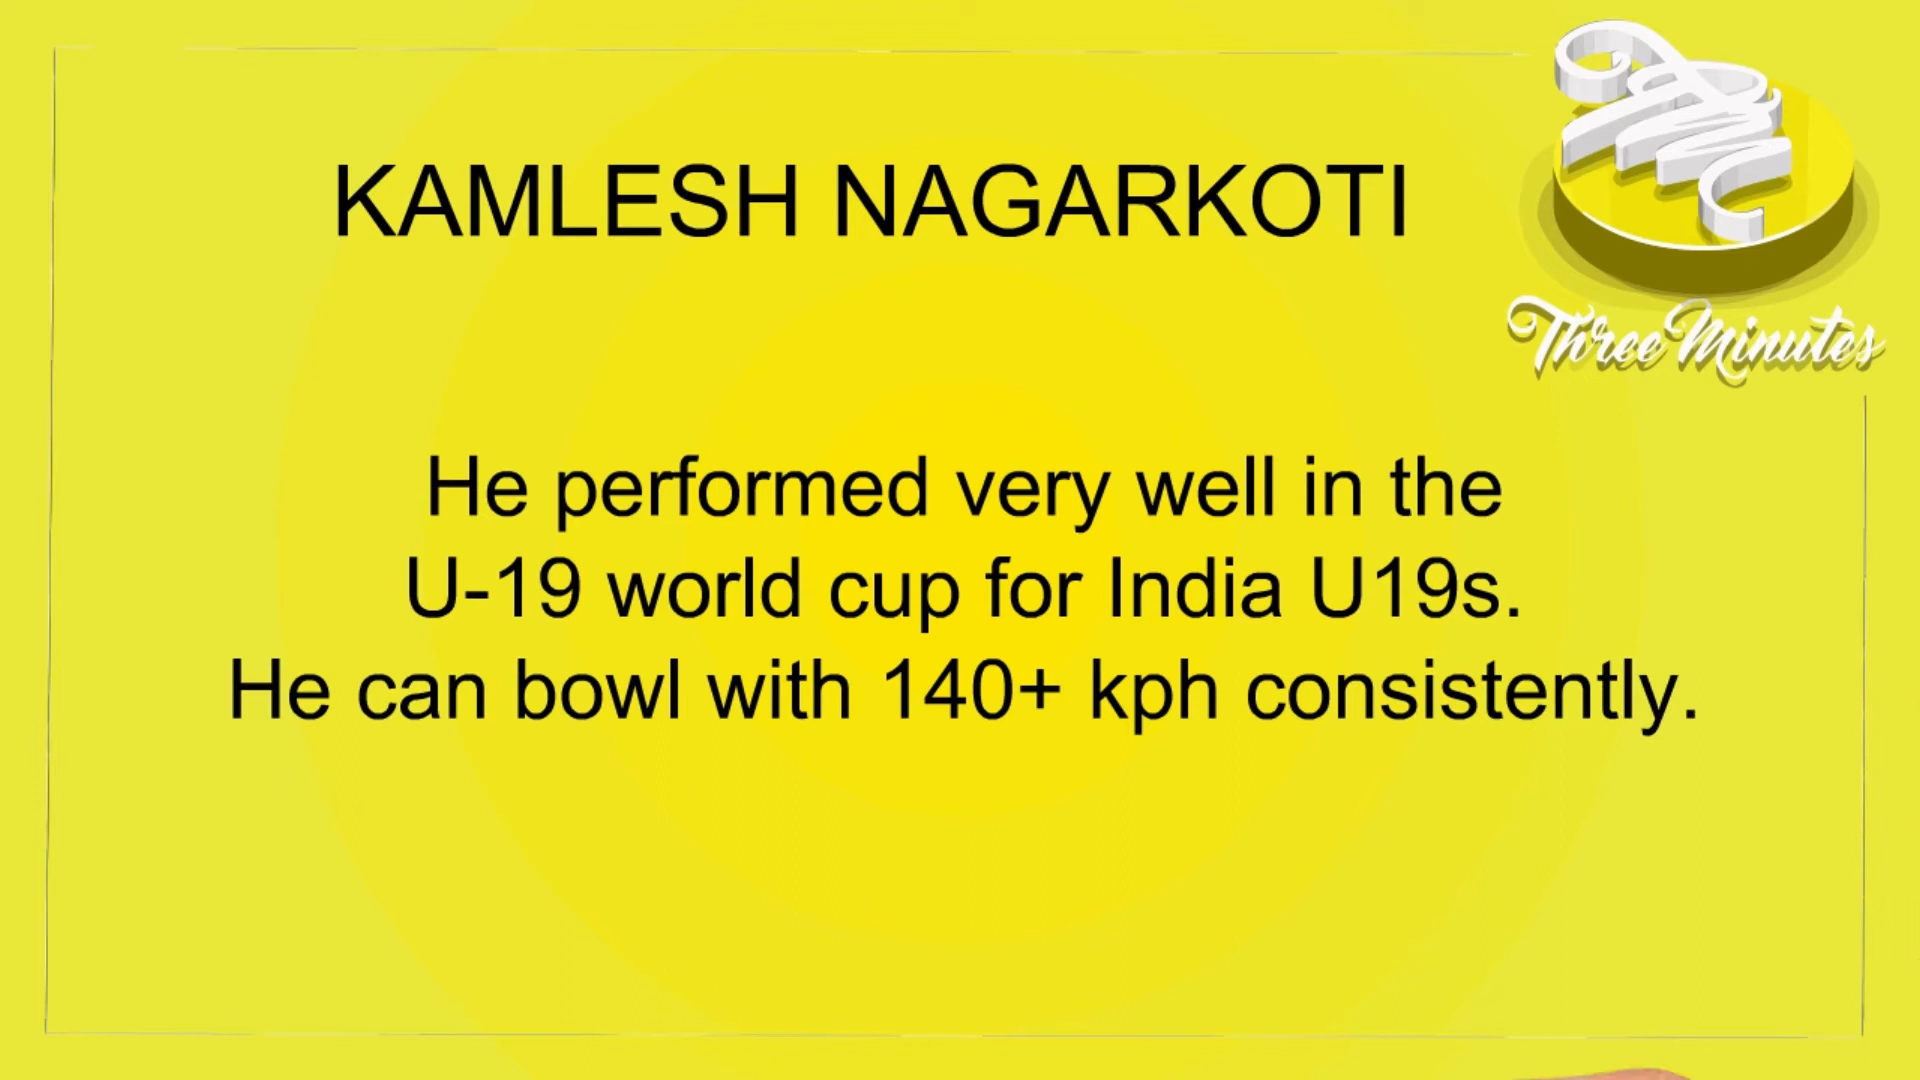 KAMLESH NAGARKOTI
Three Minutes
He performed very well in the
U-19 world cup for India U19s.
He can bowl with 140+ kph consistently.